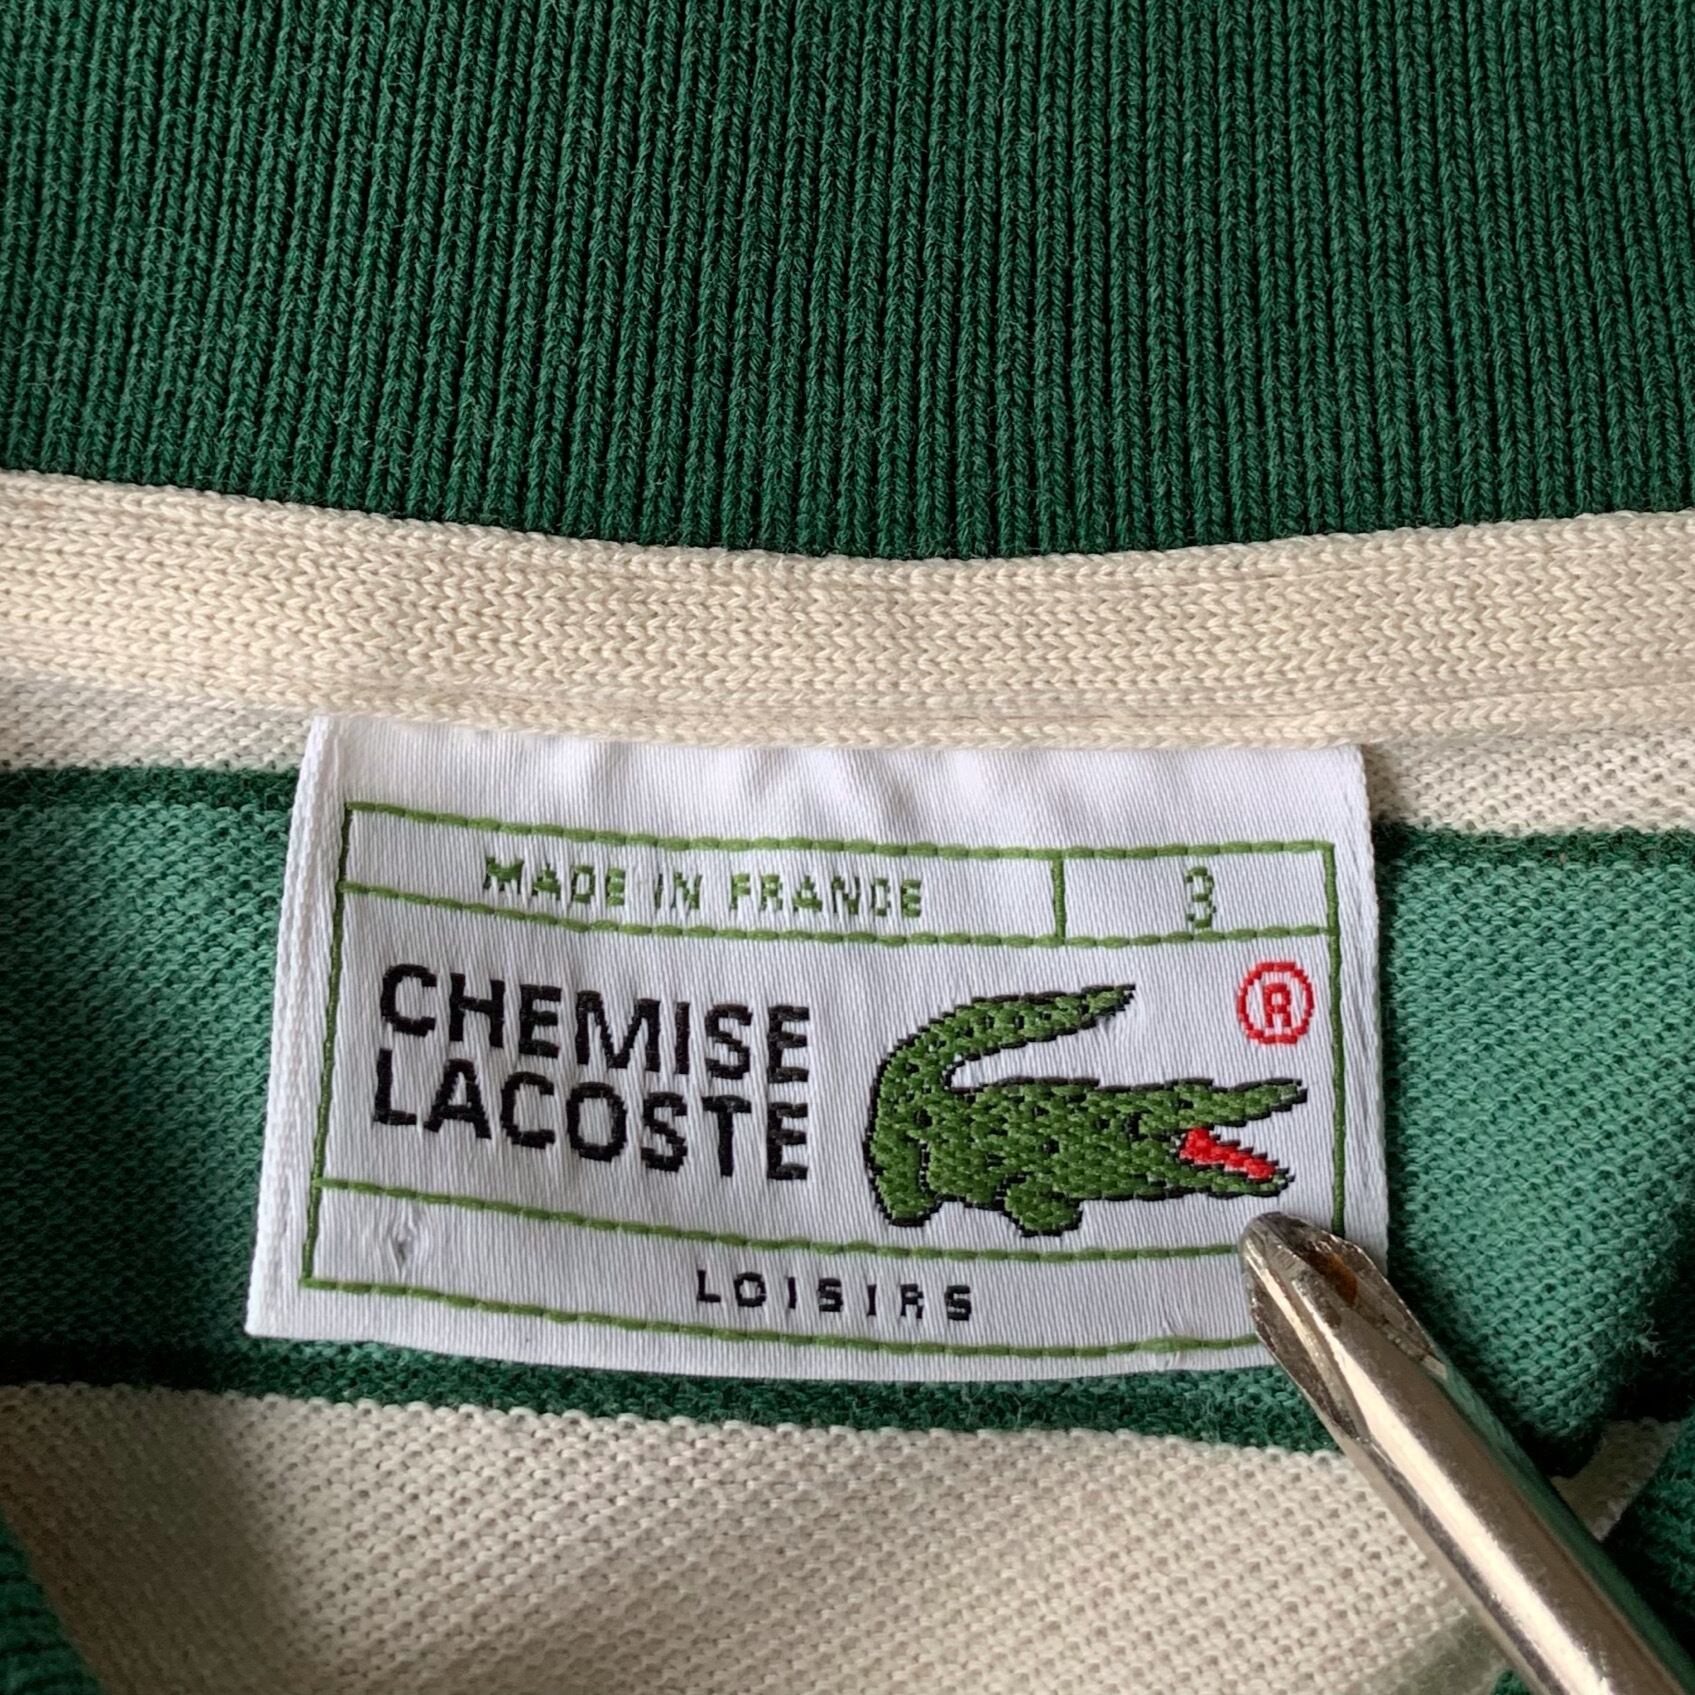 MADE IN FRANCE 3
CHEMISE
LACOSTE
®
LOISIRS